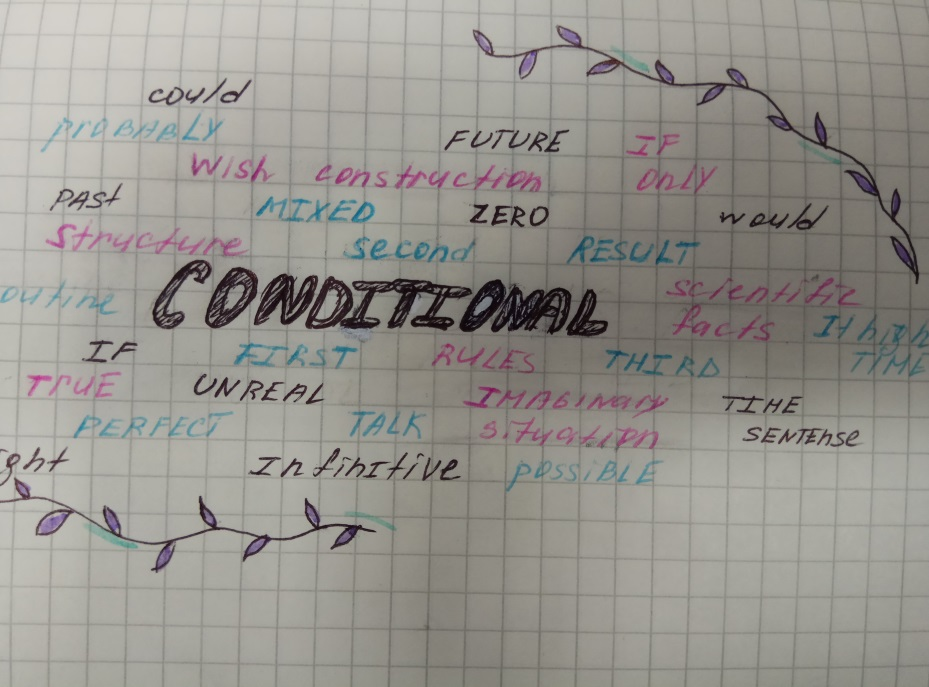 could
PROBABLY
FUTURE IF
Wish construction ONLY
PAST MIXED ZERO would
Structure second RESULT
outine CONDITIONAL scientific
facts It high
IF FIRST RULES THIRD TIME
TRUE UNREAL IMAGINARY TIME
PERFECT TALK situation SENTENSE
ight Infinitive possIBLE